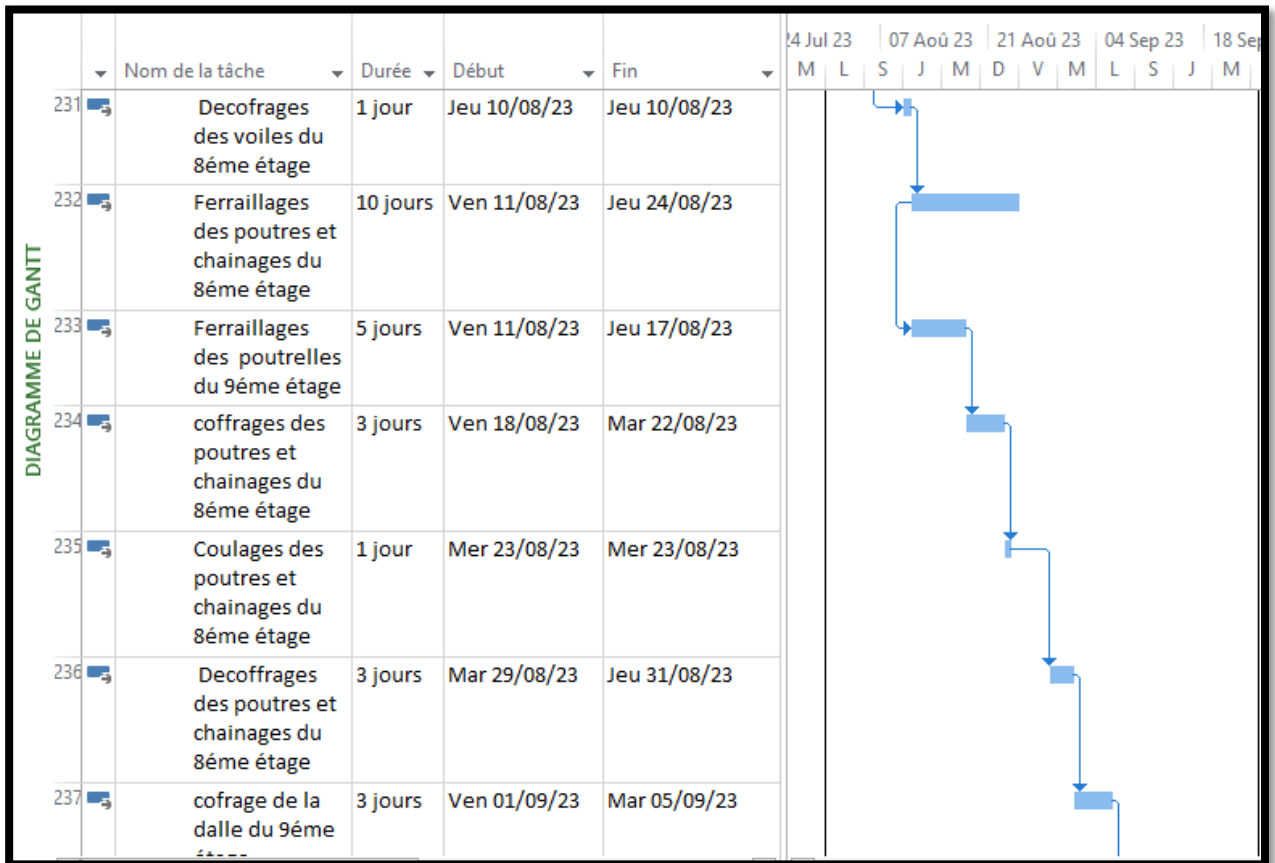 24 Jul 23 07 Aoû 23 21 Aoû 23 04 Sep 23 18 Sep
Nom de la tâche Durée Début Fin M L S J M D V M L S J M
DIAGRAMME DE GANTT
231 Decofrages 1 jour Jeu 10/08/23 Jeu 10/08/23
des voiles du
8éme étage
232 Ferraillages 10 jours Ven 11/08/23 Jeu 24/08/23
des poutres et
chainages du
8éme étage
233 Ferraillages 5 jours Ven 11/08/23 Jeu 17/08/23
des poutrelles
du 9éme étage
234 coffrages des 3 jours Ven 18/08/23 Mar 22/08/23
poutres et
chainages du
8éme étage
235 Coulages des 1 jour Mer 23/08/23 Mer 23/08/23
poutres et
chainages du
8éme étage
236 Decoffrages 3 jours Mar 29/08/23 Jeu 31/08/23
des poutres et
chainages du
8éme étage
237 cofrage de la 3 jours Ven 01/09/23 Mar 05/09/23
dalle du 9éme